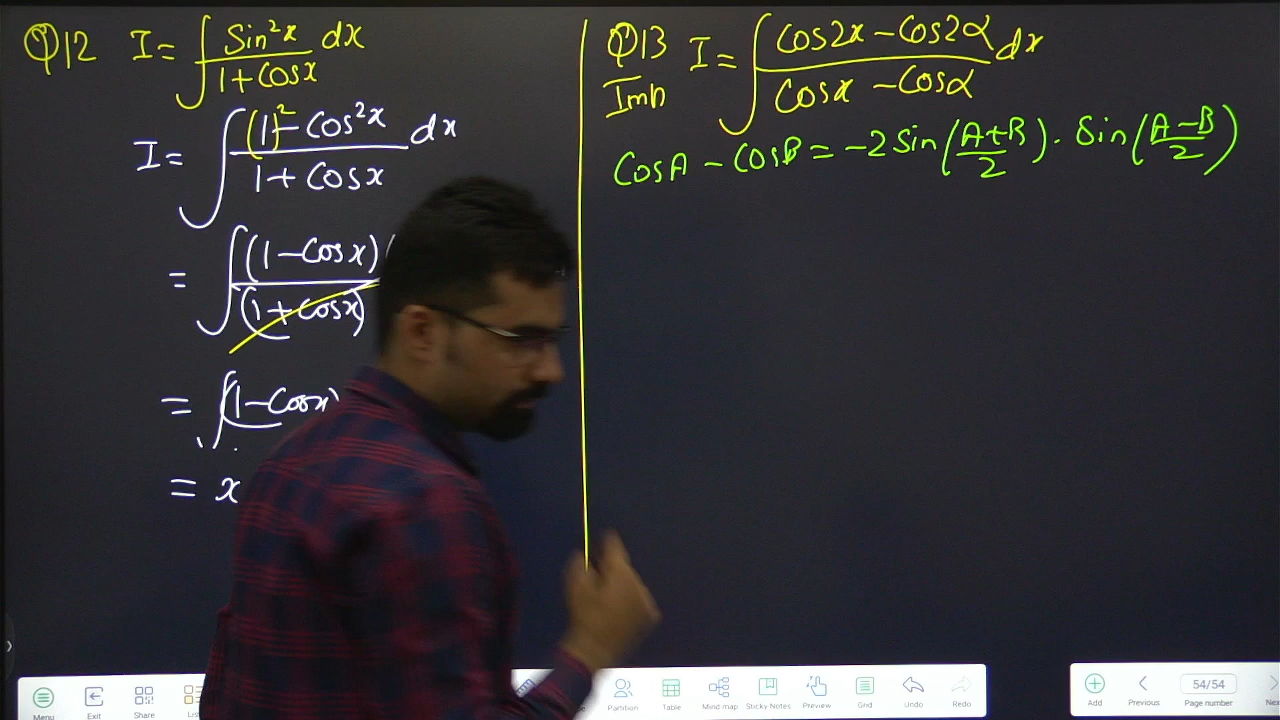 Q12 I = ∫ Sin²x / 1+Cosx dx
I = ∫ (1)² - Cos²x / 1 + Cosx dx
= ∫ (1-Cosx)( / (1+Cosx)
= ∫ (1-Cosx)
= x
Q13 I = ∫ Cos2x - Cos2α / Cosx - Cosα dx
Imp
CosA - CosB = -2 Sin(A+B / 2) · Sin(A-B / 2)
Menu
Exit
Share
Partition
Table
Mind map
Sticky Notes
Preview
Grid
Undo
Redo
Add
Previous
54/54
Page number